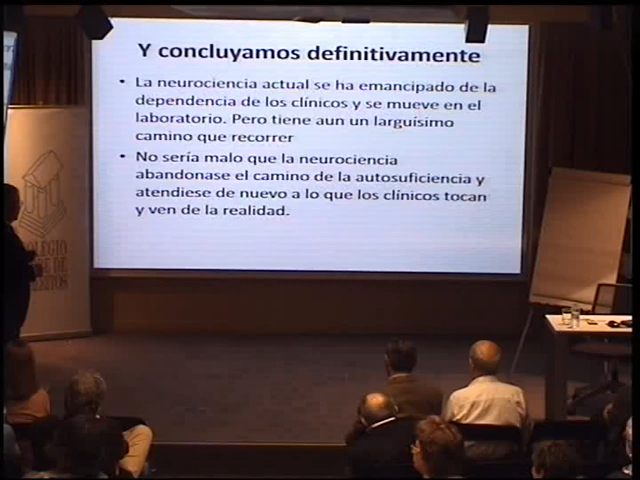 Y concluyamos definitivamente
• La neurociencia actual se ha emancipado de la
dependencia de los clínicos y se mueve en el
laboratorio. Pero tiene aun un larguísimo
camino que recorrer
• No sería malo que la neurociencia
abandonase el camino de la autosuficiencia y
atendiese de nuevo a lo que los clínicos tocan
y ven de la realidad.